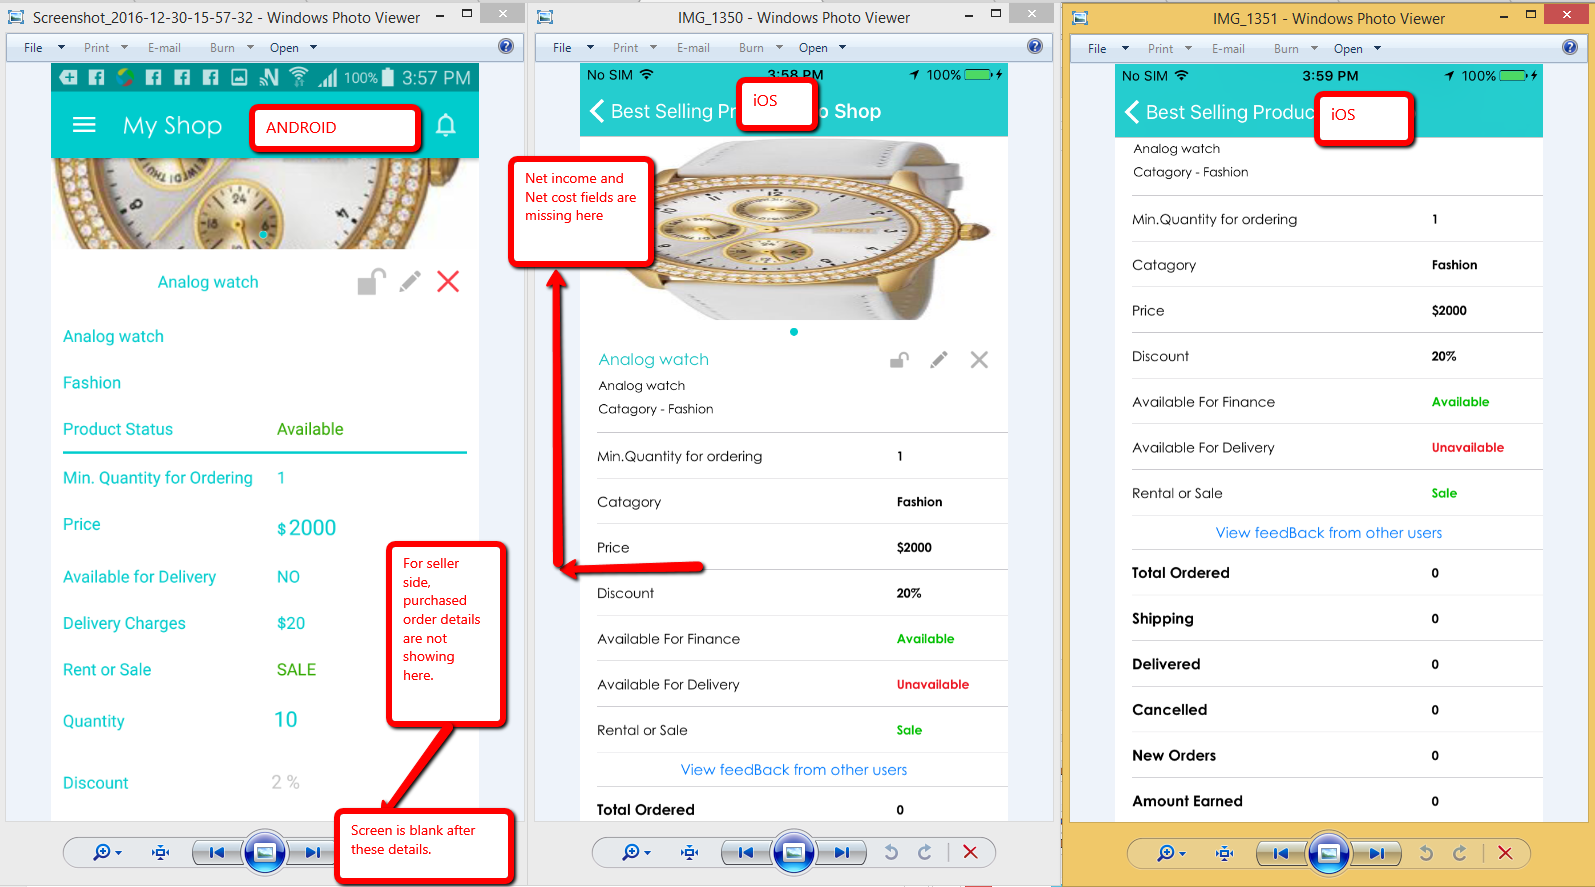 Screenshot_2016-12-30-15-57-32 - Windows Photo Viewer
File Print E-mail Burn Open
100% 3:57 PM
My Shop
ANDROID
Analog watch
Analog watch
Fashion
Product Status Available
Min. Quantity for Ordering 1
Price $ 2000
Available for Delivery NO
Delivery Charges $20
Rent or Sale SALE
Quantity 10
Discount 2 %
For seller
side,
purchased
order details
are not
showing
here.
Screen is blank after
these details.
IMG_1350 - Windows Photo Viewer
File Print E-mail Burn Open
No SIM 3:58 PM 100%
Best Selling Pr
Shop
iOS
Net income and
Net cost fields are
missing here
Analog watch
Analog watch
Catagory - Fashion
Min.Quantity for ordering 1
Catagory Fashion
Price $2000
Discount 20%
Available For Finance Available
Available For Delivery Unavailable
Rental or Sale Sale
View feedBack from other users
Total Ordered 0
IMG_1351 - Windows Photo Viewer
File Print E-mail Burn Open
No SIM 3:59 PM 100%
Best Selling Produc
iOS
Analog watch
Catagory - Fashion
Min.Quantity for ordering 1
Catagory Fashion
Price $2000
Discount 20%
Available For Finance Available
Available For Delivery Unavailable
Rental or Sale Sale
View feedBack from other users
Total Ordered 0
Shipping 0
Delivered 0
Cancelled 0
New Orders 0
Amount Earned 0